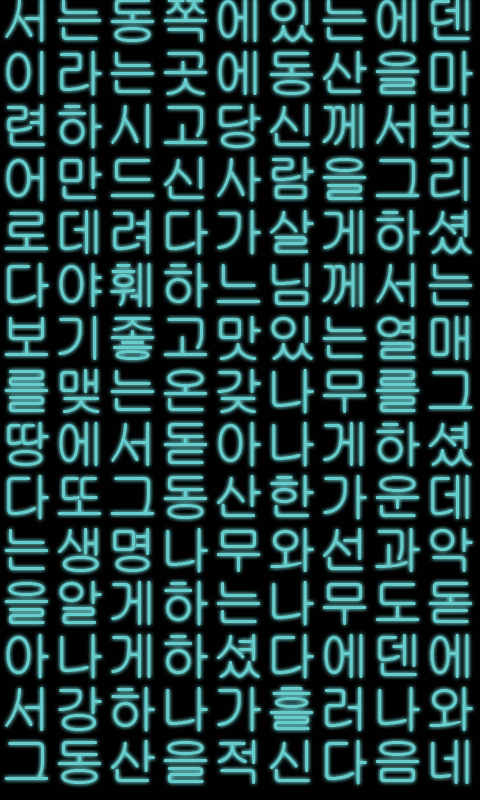 서는동쪽에있는에덴
이라는곳에동산을마
련하시고당신께서빚
어만드신사람을그리
로데려다가살게하셨
다야훼하느님께서는
보기좋고맛있는열매
를맺는온갖나무를그
땅에서돋아나게하셨
다또그동산한가운데
는생명나무와선과악
을알게하는나무도돋
아나게하셨다에덴에
서강하나가흘러나와
그동산을적신다음네